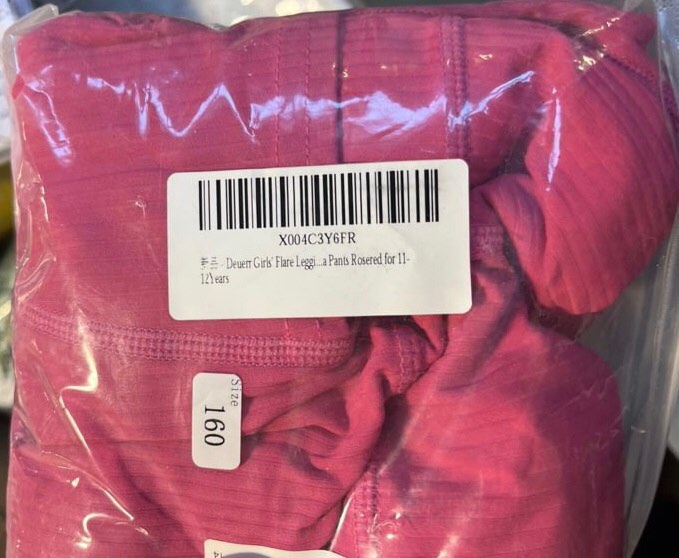 X004C3Y6FR
- Deuerr Girls' Flare Leggi...a Pants Rosered for 11-
12Years
Size
160